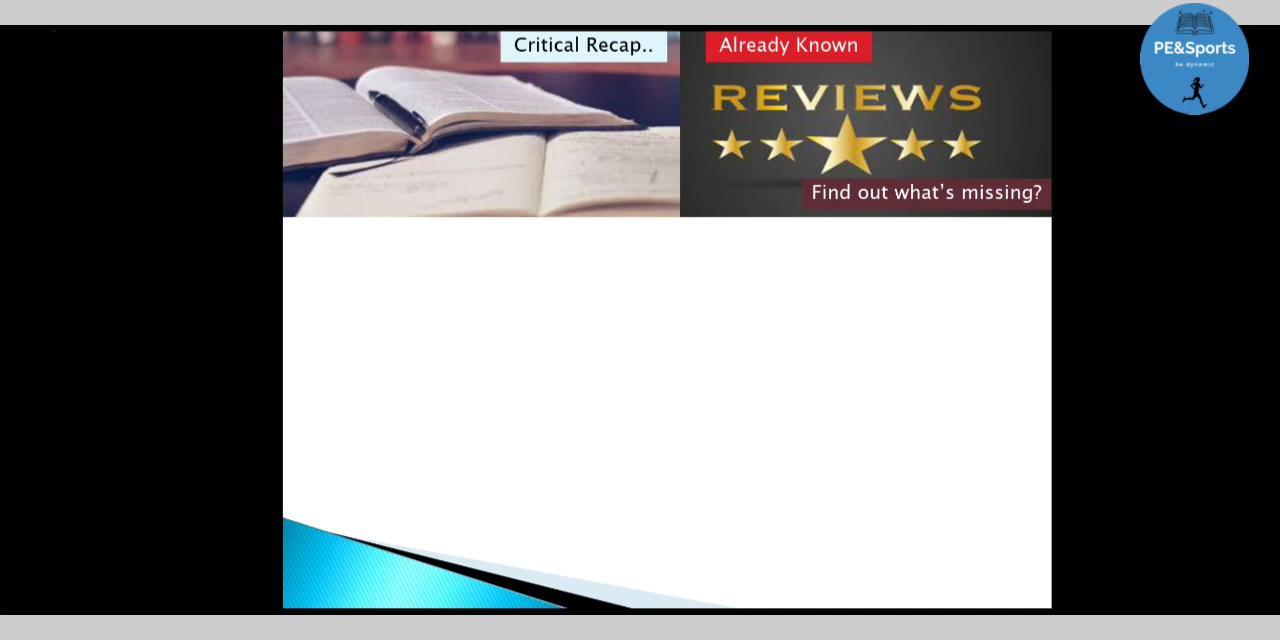 Critical Recap..
Already Known
REVIEWS
Find out what's missing?
PE&Sports
be dynamic